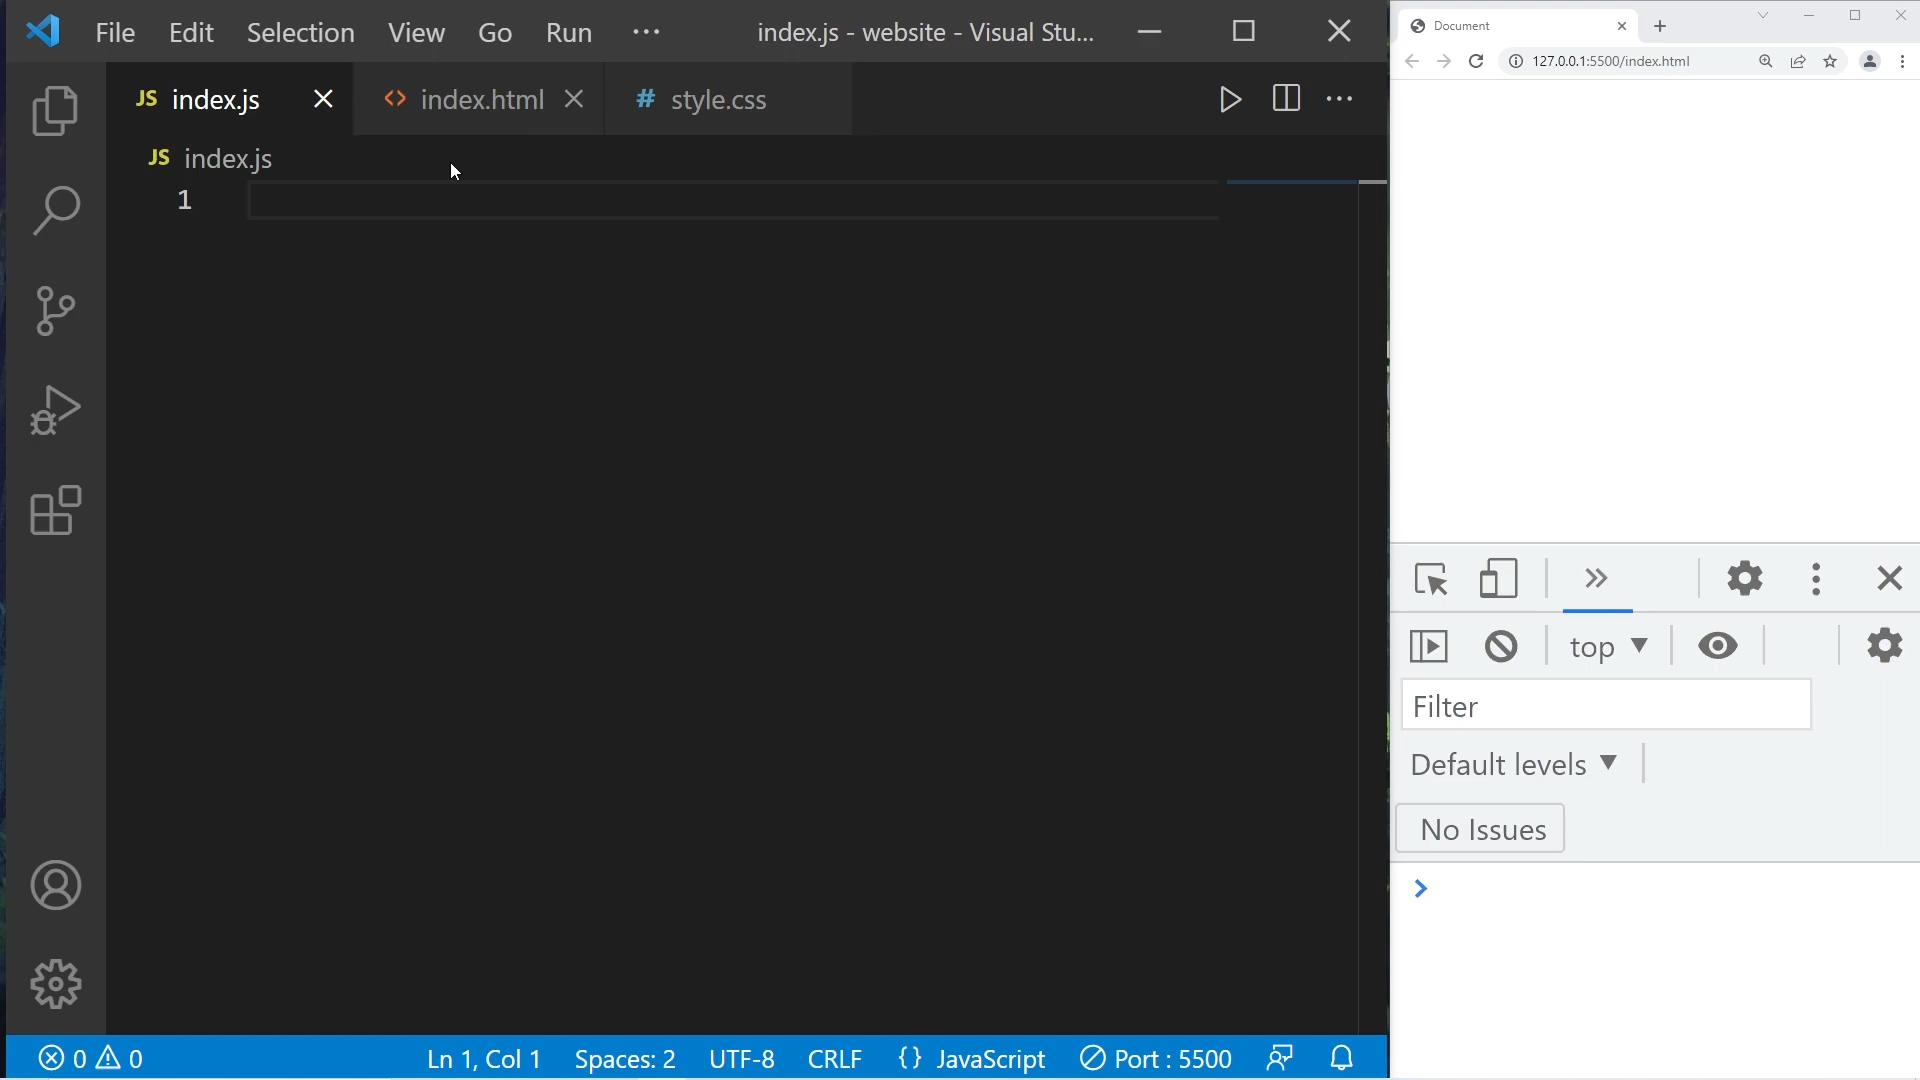 File Edit Selection View Go Run ··· index.js - website - Visual Stu...
JS index.js <> index.html # style.css
JS index.js
1
0 0 Ln 1, Col 1 Spaces: 2 UTF-8 CRLF {} JavaScript Port : 5500
Document
127.0.0.1:5500/index.html
top
Filter
Default levels
No Issues